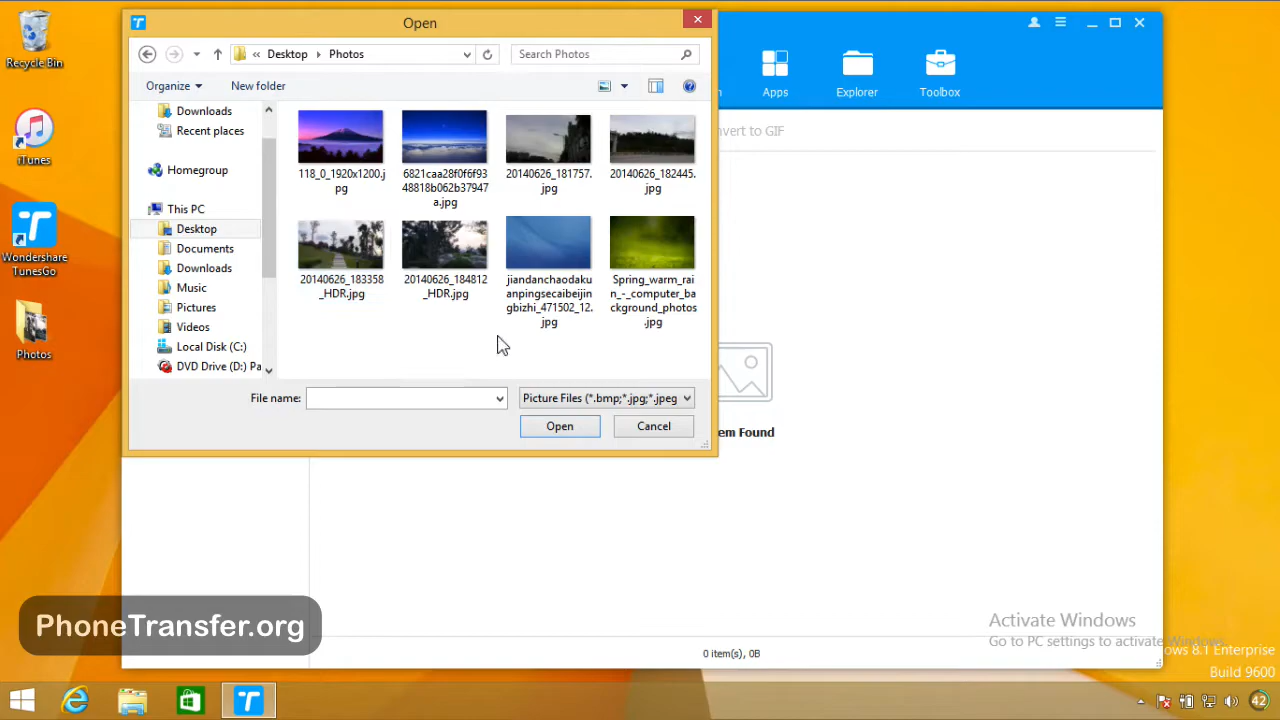 Recycle Bin
iTunes
Wondershare
TunesGo
Photos
Open
« Desktop Photos
Search Photos
Organize
New folder
Downloads
Recent places
Homegroup
This PC
Desktop
Documents
Downloads
Music
Pictures
Videos
Local Disk (C:)
DVD Drive (D:) Pa
118_0_1920x1200.j
pg
6821caa28f0f6f93
48818b062b37947
a.jpg
20140626_181757.
jpg
20140626_182445.
jpg
20140626_183358
_HDR.jpg
20140626_184812
_HDR.jpg
jiandanchaodaku
anpingsecaibeijin
gbizhi_471502_12.
jpg
Spring_warm_rai
n_-_computer_ba
ckground_photos
.jpg
File name:
Picture Files (*.bmp;*.jpg;*.jpeg
Open
Cancel
Apps
Explorer
Toolbox
nvert to GIF
em Found
0 item(s), 0B
Activate Windows
Go to PC settings to activate Windows.
ows 8.1 Enterprise
Build 9600
PhoneTransfer.org
42